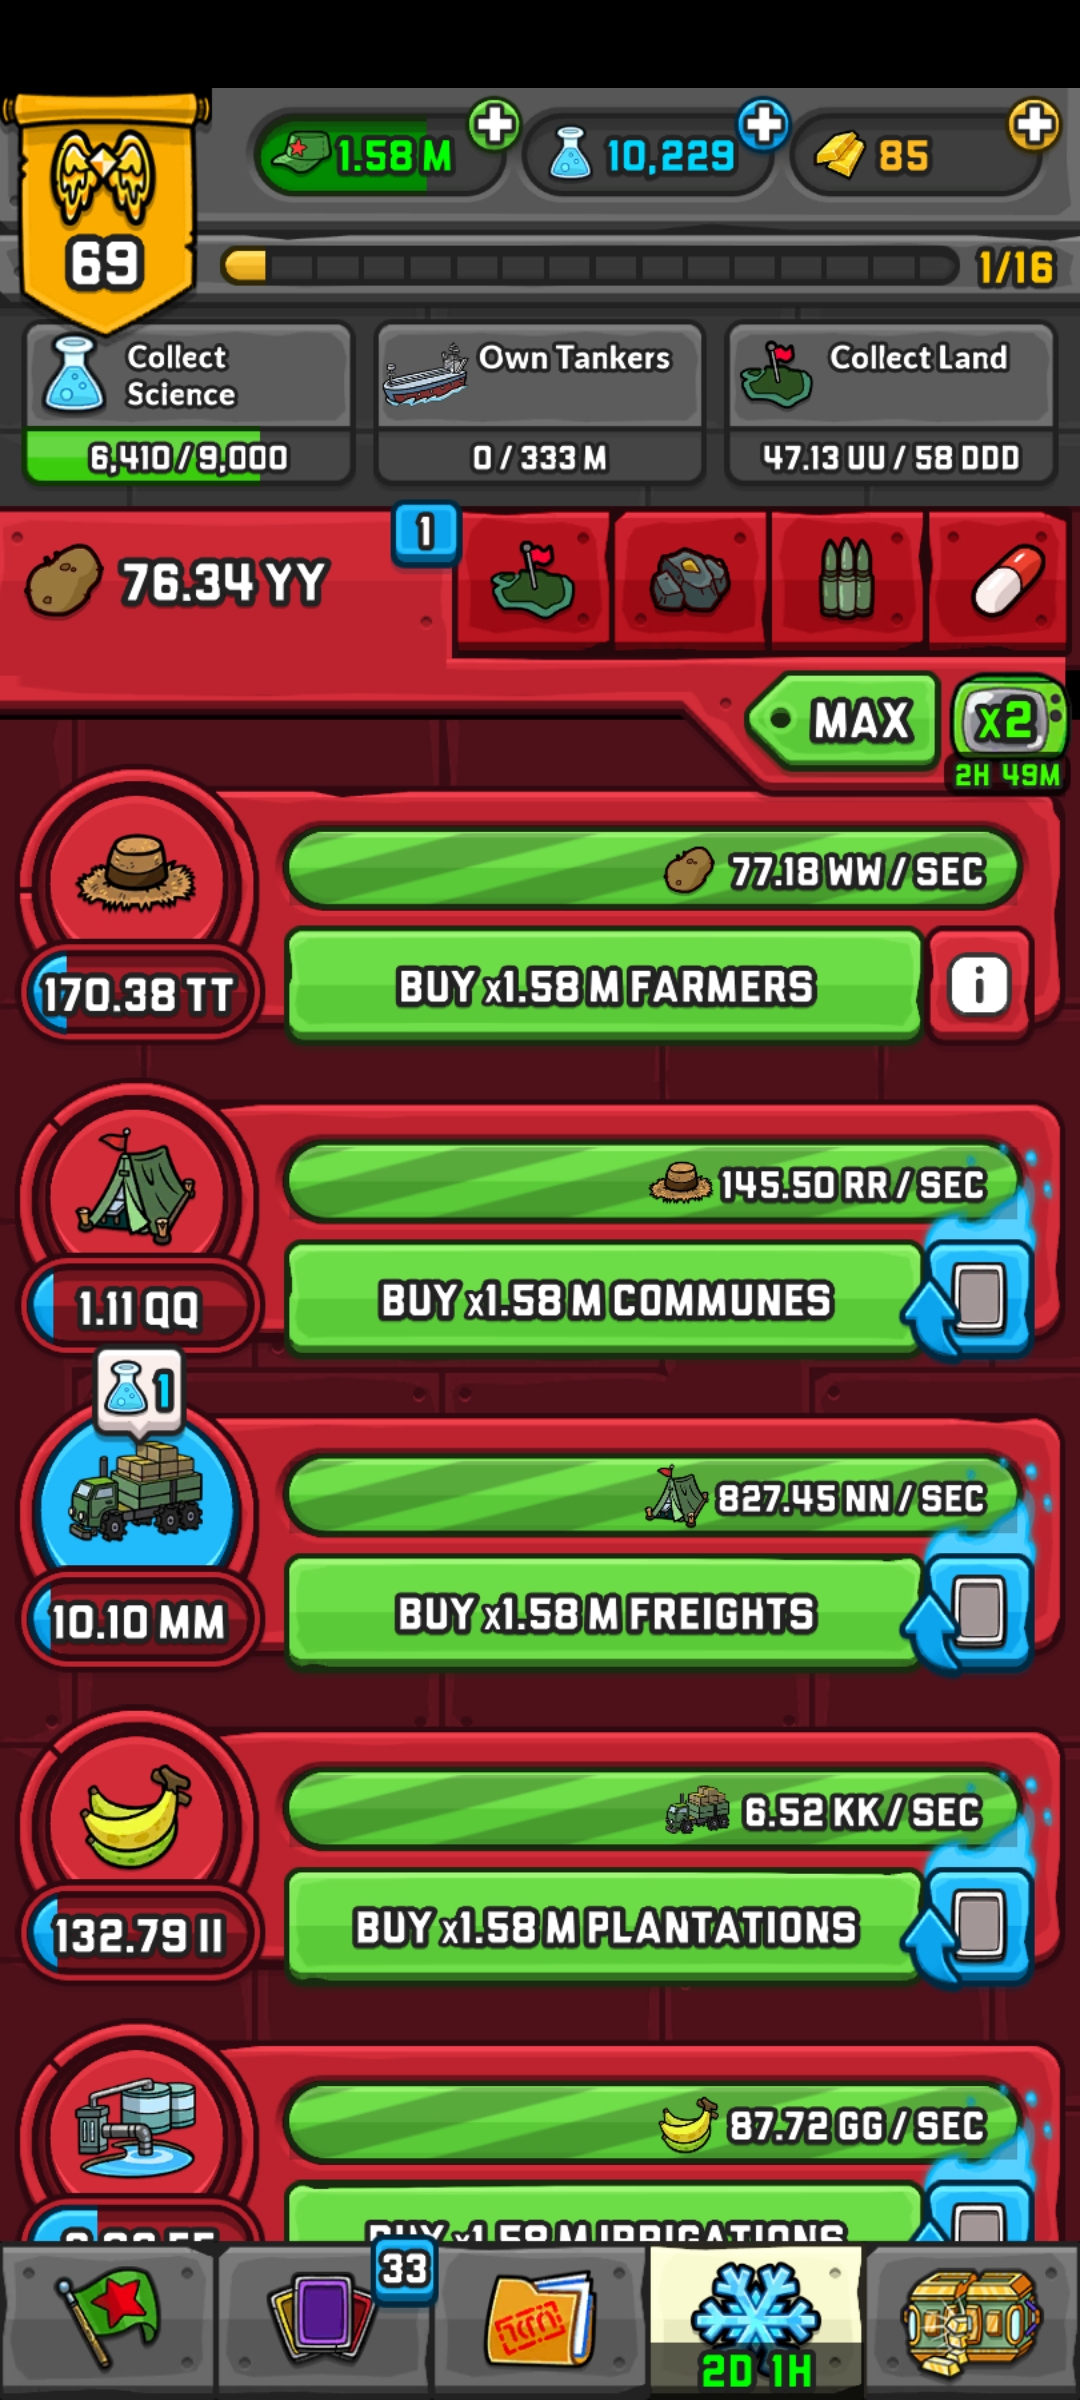 1.58 M
10,229
85
69
1/16
Collect
Science
6,410/9,000
Own Tankers
0/333 M
Collect Land
47.13 UU/58 DDD
76.34 YY
1
MAX
x2
2H 49M
77.18 WW/SEC
170.38 TT
BUY x1.58 M FARMERS
i
145.50 RR/SEC
1.11 QQ
BUY x1.58 M COMMUNES
1
827.45 NN/SEC
10.10 MM
BUY x1.58 M FREIGHTS
6.52 KK/SEC
132.79 II
BUY x1.58 M PLANTATIONS
87.72 GG/SEC
BUY x1.58 M IRRIGATIONS
33
2D 1H